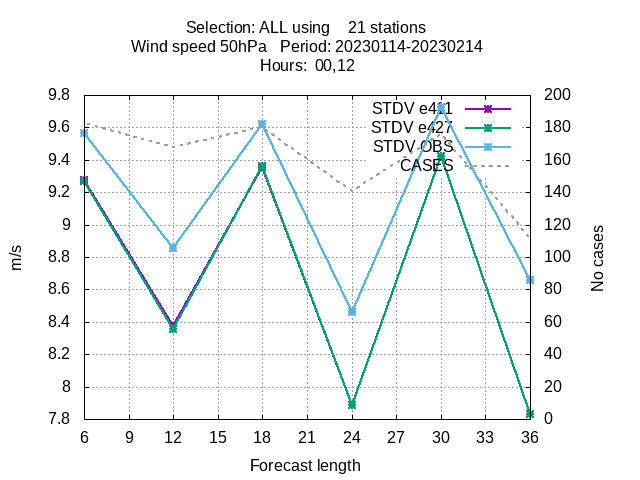 Selection: ALL using    21 stations
Wind speed 50hPa   Period: 20230114-20230214
Hours:  00,12
9.8
9.6
9.4
9.2
9
8.8
8.6
8.4
8.2
8
7.8
m/s
STDV e411
STDV e427
STDV OBS
CASES
200
180
160
140
120
100
80
60
40
20
0
No cases
6 9 12 15 18 21 24 27 30 33 36
Forecast length